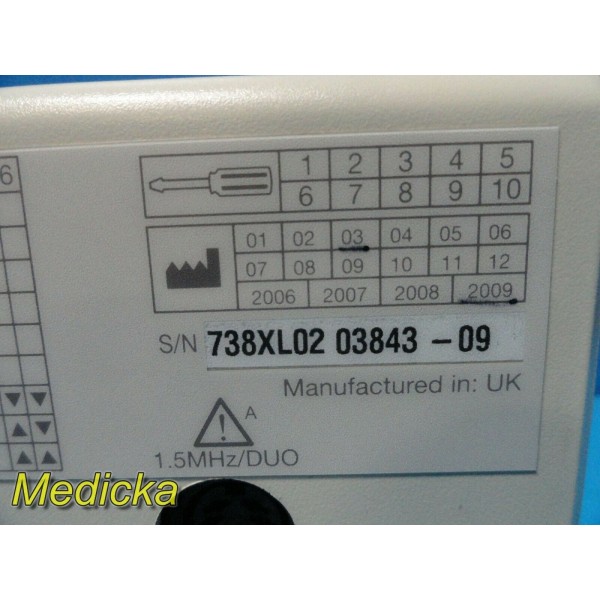 6
1 2 3 4 5
6 7 8 9 10
01 02 03 04 05 06
07 08 09 10 11 12
2006 2007 2008 2009
S/N 738XL02 03843 - 09
Manufactured in: UK
A
1.5MHz/DUO
Medicka